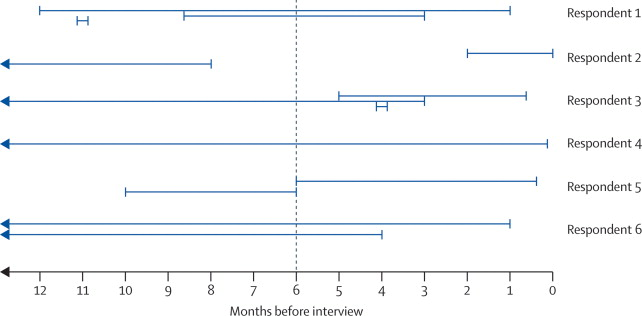 Respondent 1
Respondent 2
Respondent 3
Respondent 4
Respondent 5
Respondent 6
12 11 10 9 8 7 6 5 4 3 2 1 0
Months before interview